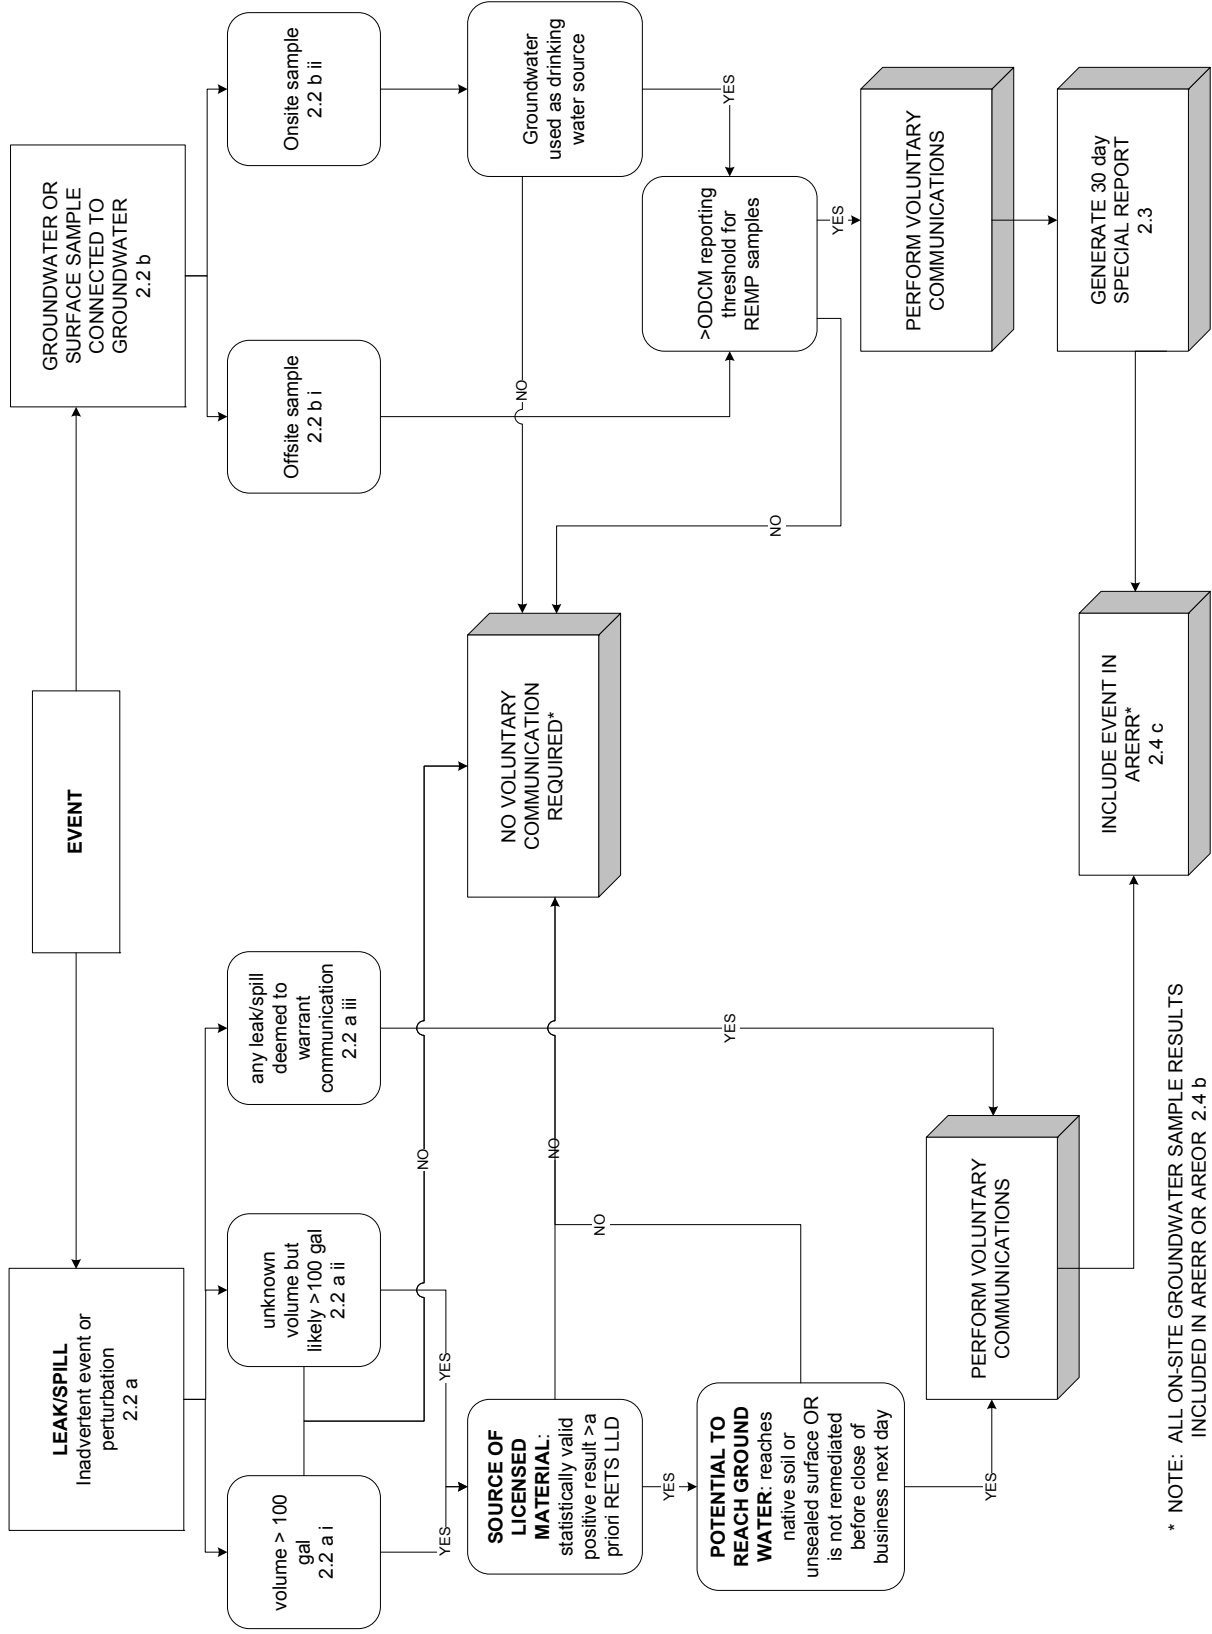 EVENT
LEAK/SPILL
Inadvertent event or
perturbation
2.2 a
GROUNDWATER OR
SURFACE SAMPLE
CONNECTED TO
GROUNDWATER
2.2 b
volume > 100
gal
2.2 a i
unknown
volume but
likely >100 gal
2.2 a ii
any leak/spill
deemed to
warrant
communication
2.2 a iii
Offsite sample
2.2 b i
Onsite sample
2.2 b ii
YES
YES
NO
NO
SOURCE OF
LICENSED
MATERIAL:
statistically valid
positive result >a
priori RETS LLD
NO
NO VOLUNTARY
COMMUNICATION
REQUIRED*
Groundwater
used as drinking
water source
YES
YES
NO
YES
>ODCM reporting
threshold for
REMP samples
POTENTIAL TO
REACH GROUND
WATER: reaches
native soil or
unsealed surface OR
is not remediated
before close of
business next day
NO
YES
YES
PERFORM VOLUNTARY
COMMUNICATIONS
PERFORM VOLUNTARY
COMMUNICATIONS
GENERATE 30 day
SPECIAL REPORT
2.3
INCLUDE EVENT IN
ARERR*
2.4 c
* NOTE: ALL ON-SITE GROUNDWATER SAMPLE RESULTS
INCLUDED IN ARERR OR AREOR 2.4 b